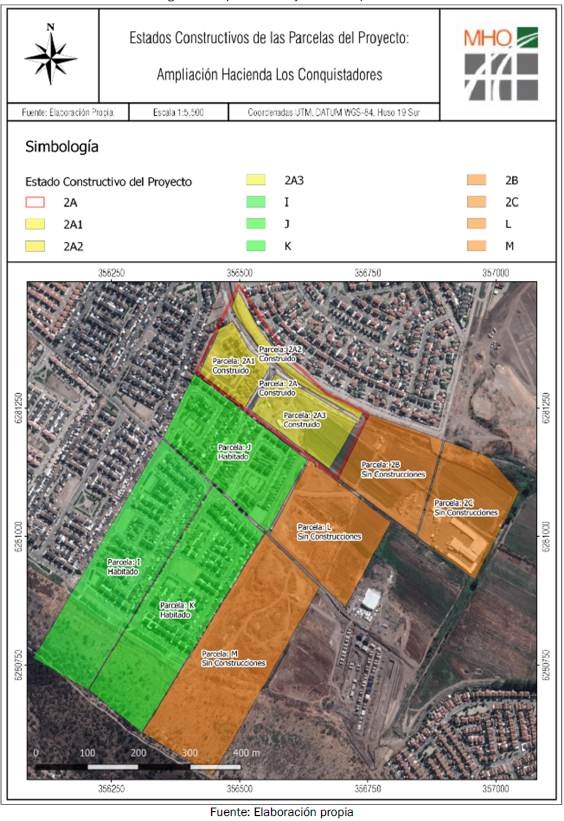 N
Estados Constructivos de las Parcelas del Proyecto:
Ampliación Hacienda Los Conquistadores
MHO
Fuente: Elaboración Propia
Escala 1:5.500
Coordenadas UTM, DATUM WGS-84, Huso 19 Sur
Simbología
Estado Constructivo del Proyecto
2A
2A1
2A2
2A3
I
J
K
2B
2C
L
M
356250
356500
356750
357000
6281250
6281000
6280750
6281250
6281000
6280750
Parcela: 2A2
Construido
Parcela: 2A1
Construido
Parcela: 2A
Construido
Parcela: 2A3
Construido
Parcela: J
Habitado
Parcela: 2B
Sin Construcciones
Parcela: 2C
Sin Construcciones
Parcela: L
Sin Construcciones
Parcela: I
Habitado
Parcela: K
Habitado
Parcela: M
Sin Construcciones
0 100 200 300 400 m
356250
356500
356750
357000
Fuente: Elaboración propia